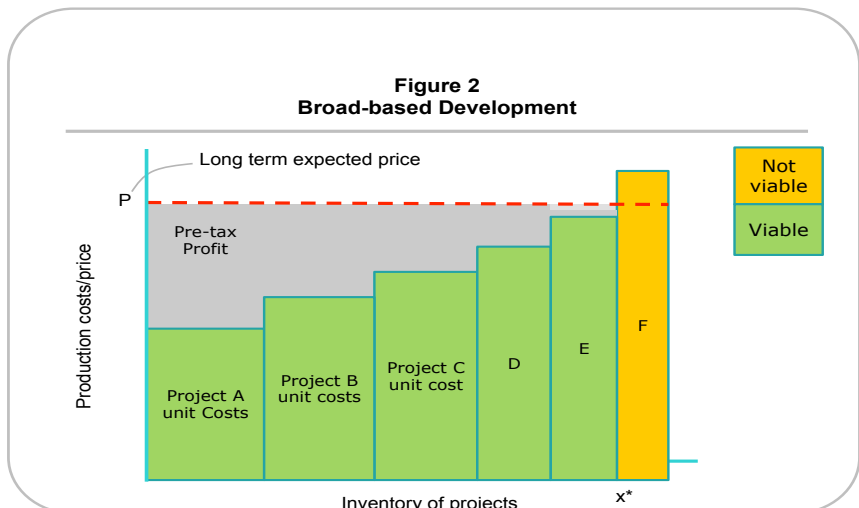 Figure 2
Broad-based Development
Long term expected price
P
Not
viable
Viable
Pre-tax
Profit
Production costs/price
Project A
unit Costs
Project B
unit costs
Project C
unit cost
D
E
F
x*
Inventory of projects